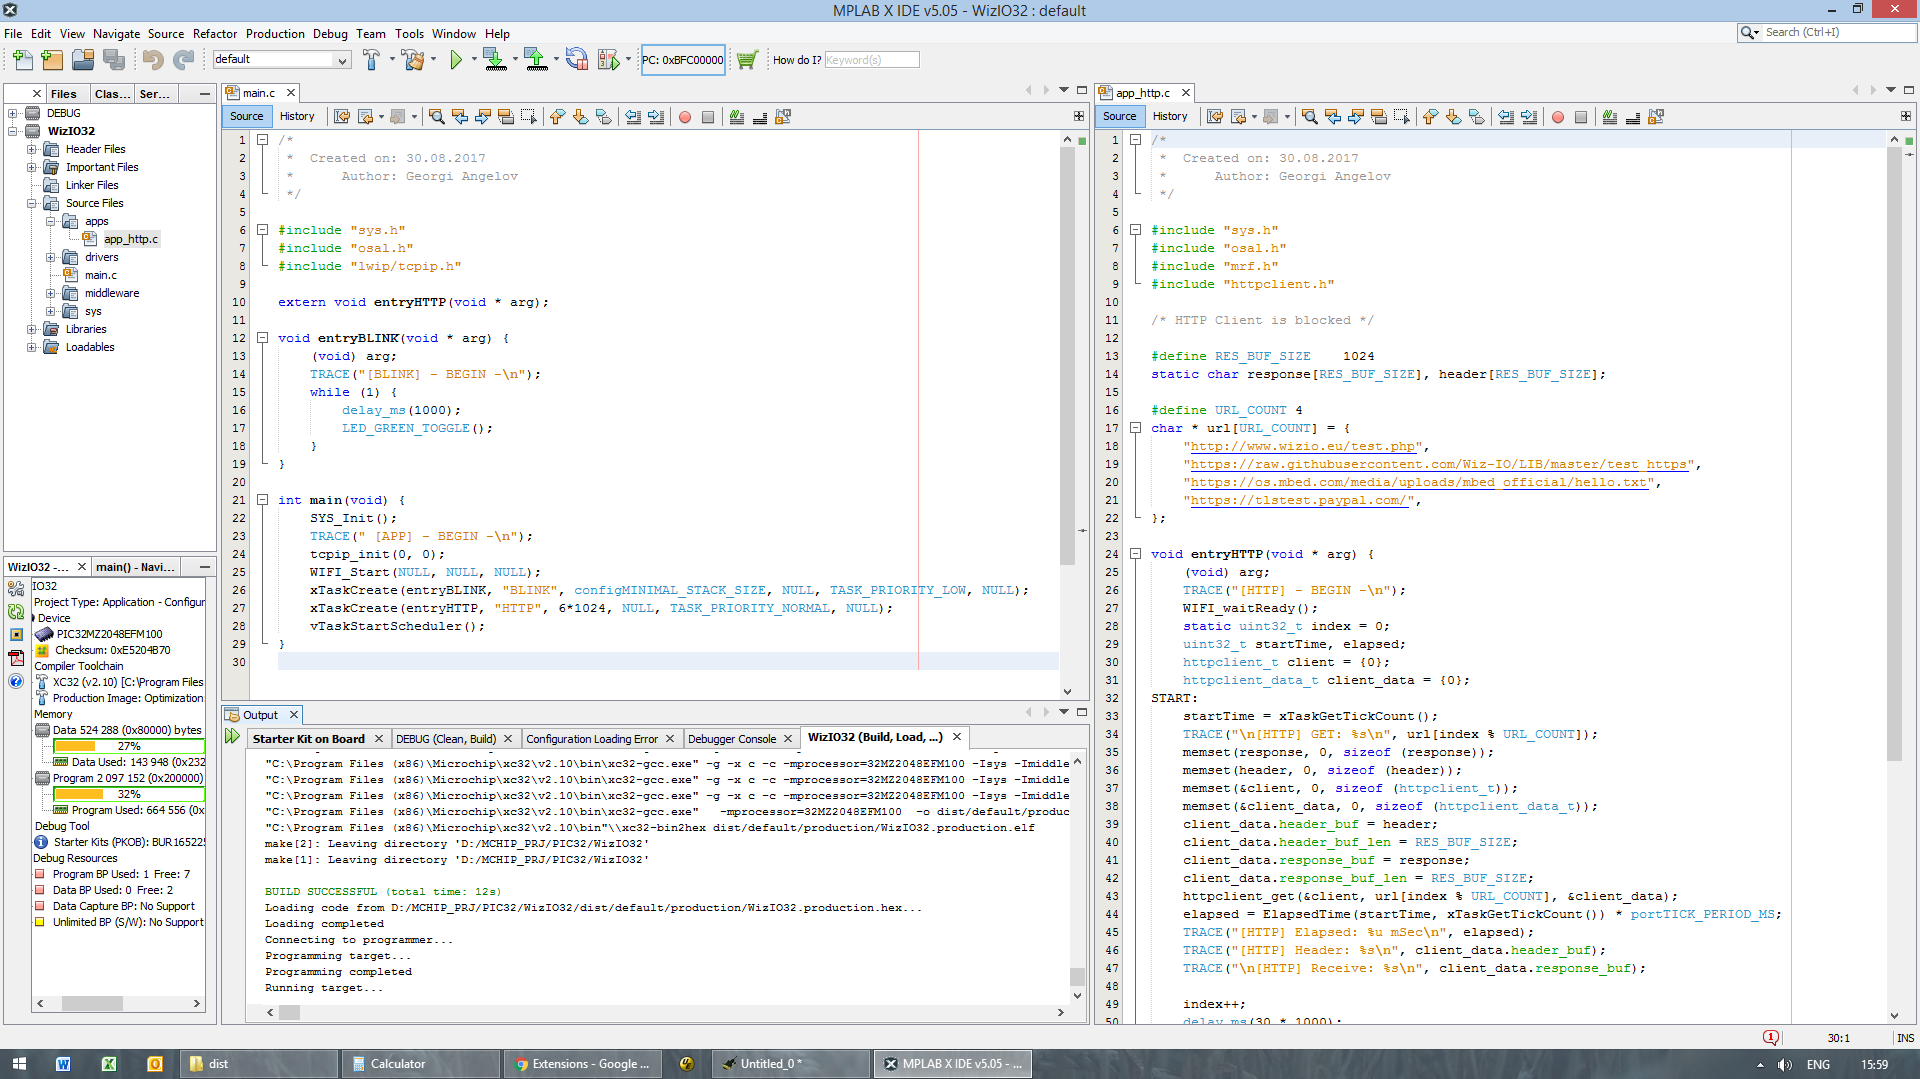 MPLAB X IDE v5.05 - WizIO32 : default
File Edit View Navigate Source Refactor Production Debug Team Tools Window Help
Search (Ctrl+I)
default
PC: 0xBFC00000
How do I? Keyword(s)
Files Clas... Ser...
DEBUG
WizIO32
Header Files
Important Files
Linker Files
Source Files
apps
app_http.c
drivers
main.c
middleware
sys
Libraries
Loadables
WizIO32 -... main() - Navi...
IO32
Project Type: Application - Configur
Device
PIC32MZ2048EFM100
Checksum: 0xE5204B70
Compiler Toolchain
XC32 (v2.10) [C:\Program Files
Production Image: Optimization
Memory
Data 524 288 (0x80000) bytes
27%
Data Used: 143 948 (0x232
Program 2 097 152 (0x200000)
32%
Program Used: 664 556 (0x
Debug Tool
Starter Kits (PKOB): BUR165225
Debug Resources
Program BP Used: 1 Free: 7
Data BP Used: 0 Free: 2
Data Capture BP: No Support
Unlimited BP (S/W): No Support
main.c
Source History
1 /*
2 * Created on: 30.08.2017
3 * Author: Georgi Angelov
4 */
5
6 #include "sys.h"
7 #include "osal.h"
8 #include "lwip/tcpip.h"
9
10 extern void entryHTTP(void * arg);
11
12 void entryBLINK(void * arg) {
13 (void) arg;
14 TRACE("[BLINK] - BEGIN -\n");
15 while (1) {
16 delay_ms(1000);
17 LED_GREEN_TOGGLE();
18 }
19 }
20
21 int main(void) {
22 SYS_Init();
23 TRACE(" [APP] - BEGIN -\n");
24 tcpip_init(0, 0);
25 WIFI_Start(NULL, NULL, NULL);
26 xTaskCreate(entryBLINK, "BLINK", configMINIMAL_STACK_SIZE, NULL, TASK_PRIORITY_LOW, NULL);
27 xTaskCreate(entryHTTP, "HTTP", 6*1024, NULL, TASK_PRIORITY_NORMAL, NULL);
28 vTaskStartScheduler();
29 }
30
Output
Starter Kit on Board DEBUG (Clean, Build) Configuration Loading Error Debugger Console WizIO32 (Build, Load, ...)
"C:\Program Files (x86)\Microchip\xc32\v2.10\bin\xc32-gcc.exe" -g -x c -c -mprocessor=32MZ2048EFM100 -Isys -Imiddle
"C:\Program Files (x86)\Microchip\xc32\v2.10\bin\xc32-gcc.exe" -g -x c -c -mprocessor=32MZ2048EFM100 -Isys -Imiddle
"C:\Program Files (x86)\Microchip\xc32\v2.10\bin\xc32-gcc.exe" -g -x c -c -mprocessor=32MZ2048EFM100 -Isys -Imiddle
"C:\Program Files (x86)\Microchip\xc32\v2.10\bin\xc32-gcc.exe" -mprocessor=32MZ2048EFM100 -o dist/default/produc
"C:\Program Files (x86)\Microchip\xc32\v2.10\bin"\\xc32-bin2hex dist/default/production/WizIO32.production.elf
make[2]: Leaving directory 'D:/MCHIP_PRJ/PIC32/WizIO32'
make[1]: Leaving directory 'D:/MCHIP_PRJ/PIC32/WizIO32'
BUILD SUCCESSFUL (total time: 12s)
Loading code from D:/MCHIP_PRJ/PIC32/WizIO32/dist/default/production/WizIO32.production.hex...
Loading completed
Connecting to programmer...
Programming target...
Programming completed
Running target...
app_http.c
Source History
1 /*
2 * Created on: 30.08.2017
3 * Author: Georgi Angelov
4 */
5
6 #include "sys.h"
7 #include "osal.h"
8 #include "mrf.h"
9 #include "httpclient.h"
10
11 /* HTTP Client is blocked */
12
13 #define RES_BUF_SIZE 1024
14 static char response[RES_BUF_SIZE], header[RES_BUF_SIZE];
15
16 #define URL_COUNT 4
17 char * url[URL_COUNT] = {
18 "http://www.wizio.eu/test.php",
19 "https://raw.githubusercontent.com/Wiz-IO/LIB/master/test_https",
20 "https://os.mbed.com/media/uploads/mbed_official/hello.txt",
21 "https://tlstest.paypal.com/",
22 };
23
24 void entryHTTP(void * arg) {
25 (void) arg;
26 TRACE("[HTTP] - BEGIN -\n");
27 WIFI_waitReady();
28 static uint32_t index = 0;
29 uint32_t startTime, elapsed;
30 httpclient_t client = {0};
31 httpclient_data_t client_data = {0};
32 START:
33 startTime = xTaskGetTickCount();
34 TRACE("\n[HTTP] GET: %s\n", url[index % URL_COUNT]);
35 memset(response, 0, sizeof (response));
36 memset(header, 0, sizeof (header));
37 memset(&client, 0, sizeof (httpclient_t));
38 memset(&client_data, 0, sizeof (httpclient_data_t));
39 client_data.header_buf = header;
40 client_data.header_buf_len = RES_BUF_SIZE;
41 client_data.response_buf = response;
42 client_data.response_buf_len = RES_BUF_SIZE;
43 httpclient_get(&client, url[index % URL_COUNT], &client_data);
44 elapsed = ElapsedTime(startTime, xTaskGetTickCount()) * portTICK_PERIOD_MS;
45 TRACE("[HTTP] Elapsed: %u mSec\n", elapsed);
46 TRACE("[HTTP] Header: %s\n", client_data.header_buf);
47 TRACE("\n[HTTP] Receive: %s\n", client_data.response_buf);
48
49 index++;
50 delay_ms(30 * 1000);
30:1 INS
dist Calculator Extensions - Google ... Untitled_0 * MPLAB X IDE v5.05 - ... ENG 15:59